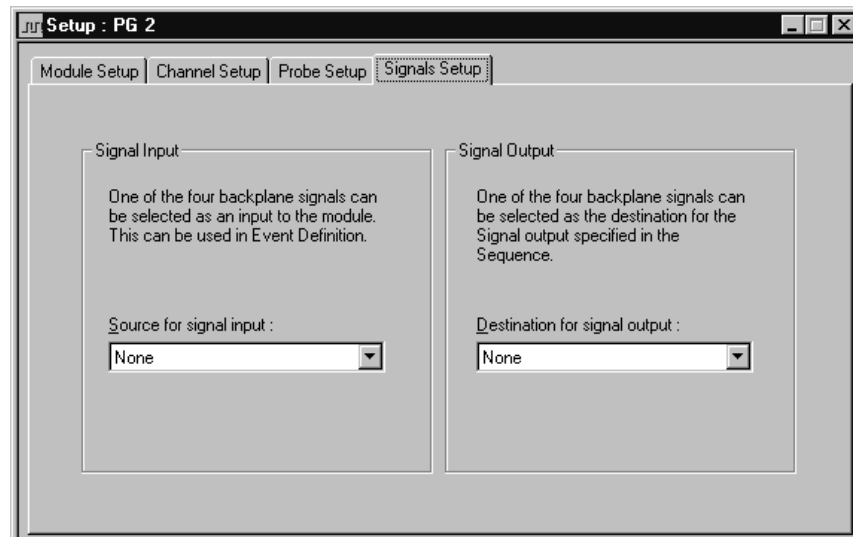 Setup : PG 2
Module Setup
Channel Setup
Probe Setup
Signals Setup
Signal Input
One of the four backplane signals can
be selected as an input to the module.
This can be used in Event Definition.
Source for signal input :
None
Signal Output
One of the four backplane signals can
be selected as the destination for the
Signal output specified in the
Sequence.
Destination for signal output :
None